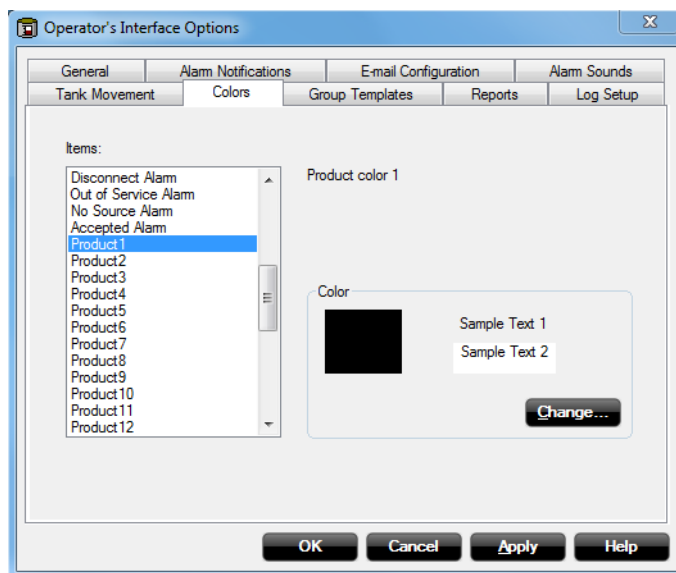 Operator's Interface Options
General Alarm Notifications E-mail Configuration Alarm Sounds
Tank Movement Colors Group Templates Reports Log Setup
Items:
Disconnect Alarm
Out of Service Alarm
No Source Alarm
Accepted Alarm
Product1
Product2
Product3
Product4
Product5
Product6
Product7
Product8
Product9
Product10
Product11
Product12
Product color 1
Color
Sample Text 1
Sample Text 2
Change...
OK Cancel Apply Help